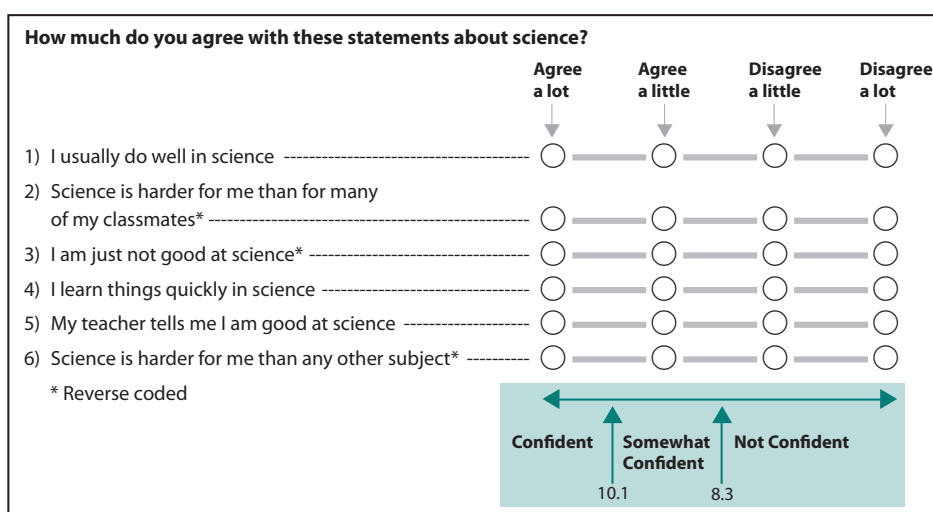 How much do you agree with these statements about science?
Agree a lot
Agree a little
Disagree a little
Disagree a lot
1) I usually do well in science
2) Science is harder for me than for many
of my classmates*
3) I am just not good at science*
4) I learn things quickly in science
5) My teacher tells me I am good at science
6) Science is harder for me than any other subject*
* Reverse coded
Confident
Somewhat
Confident
Not Confident
10.1
8.3